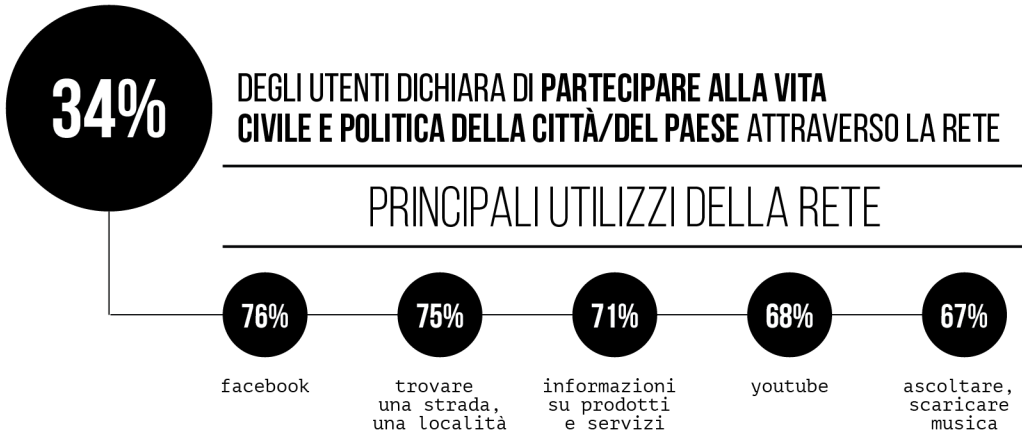 34%
DEGLI UTENTI DICHIARA DI PARTECIPARE ALLA VITA
CIVILE E POLITICA DELLA CITTÀ/DEL PAESE ATTRAVERSO LA RETE
PRINCIPALI UTILIZZI DELLA RETE
76%
facebook
75%
trovare
una strada,
una località
71%
informazioni
su prodotti
e servizi
68%
youtube
67%
ascoltare,
scaricare
musica